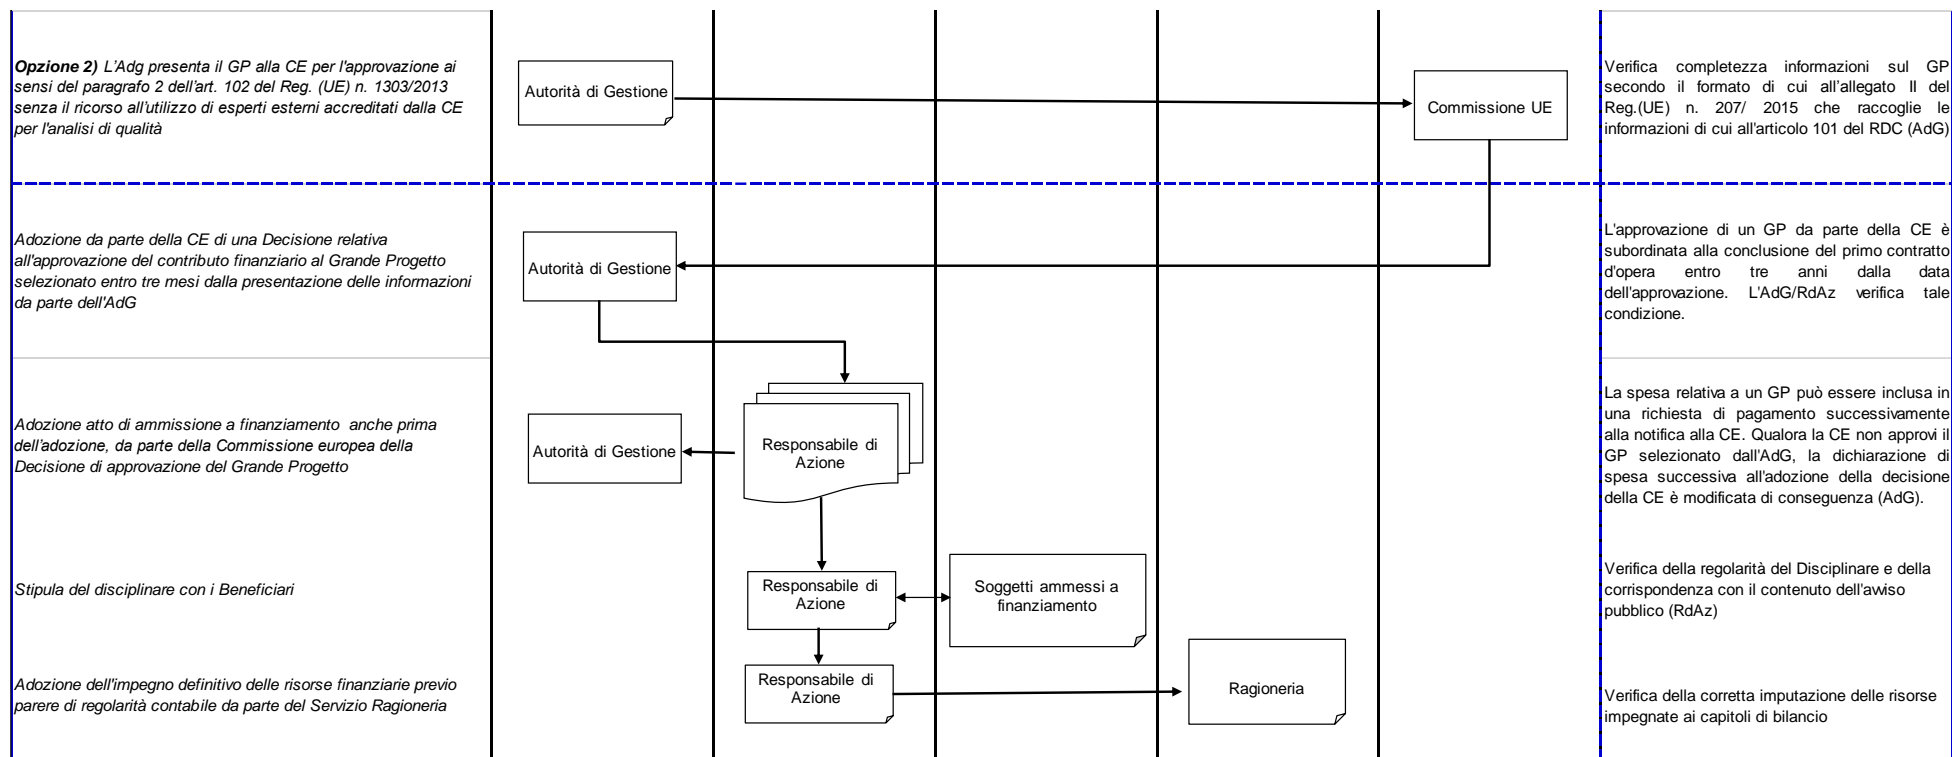 Opzione 2) L'Adg presenta il GP alla CE per l'approvazione ai
sensi del paragrafo 2 dell'art. 102 del Reg. (UE) n. 1303/2013
senza il ricorso all'utilizzo di esperti esterni accreditati dalla CE
per l'analisi di qualità
Autorità di Gestione
Commissione UE
Verifica completezza informazioni sul GP
secondo il formato di cui all'allegato II del
Reg.(UE) n. 207/ 2015 che raccoglie le
informazioni di cui all'articolo 101 del RDC (AdG)
Adozione da parte della CE di una Decisione relativa
all'approvazione del contributo finanziario al Grande Progetto
selezionato entro tre mesi dalla presentazione delle informazioni
da parte dell'AdG
Autorità di Gestione
L'approvazione di un GP da parte della CE è
subordinata alla conclusione del primo contratto
d'opera entro tre anni dalla data
dell'approvazione. L'AdG/RdAz verifica tale
condizione.
Adozione atto di ammissione a finanziamento anche prima
dell'adozione, da parte della Commissione europea della
Decisione di approvazione del Grande Progetto
Autorità di Gestione
Responsabile di
Azione
La spesa relativa a un GP può essere inclusa in
una richiesta di pagamento successivamente
alla notifica alla CE. Qualora la CE non approvi il
GP selezionato dall'AdG, la dichiarazione di
spesa successiva all'adozione della decisione
della CE è modificata di conseguenza (AdG).
Stipula del disciplinare con i Beneficiari
Responsabile di
Azione
Soggetti ammessi a
finanziamento
Verifica della regolarità del Disciplinare e della
corrispondenza con il contenuto dell'avviso
pubblico (RdAz)
Adozione dell'impegno definitivo delle risorse finanziarie previo
parere di regolarità contabile da parte del Servizio Ragioneria
Responsabile di
Azione
Ragioneria
Verifica della corretta imputazione delle risorse
impegnate ai capitoli di bilancio